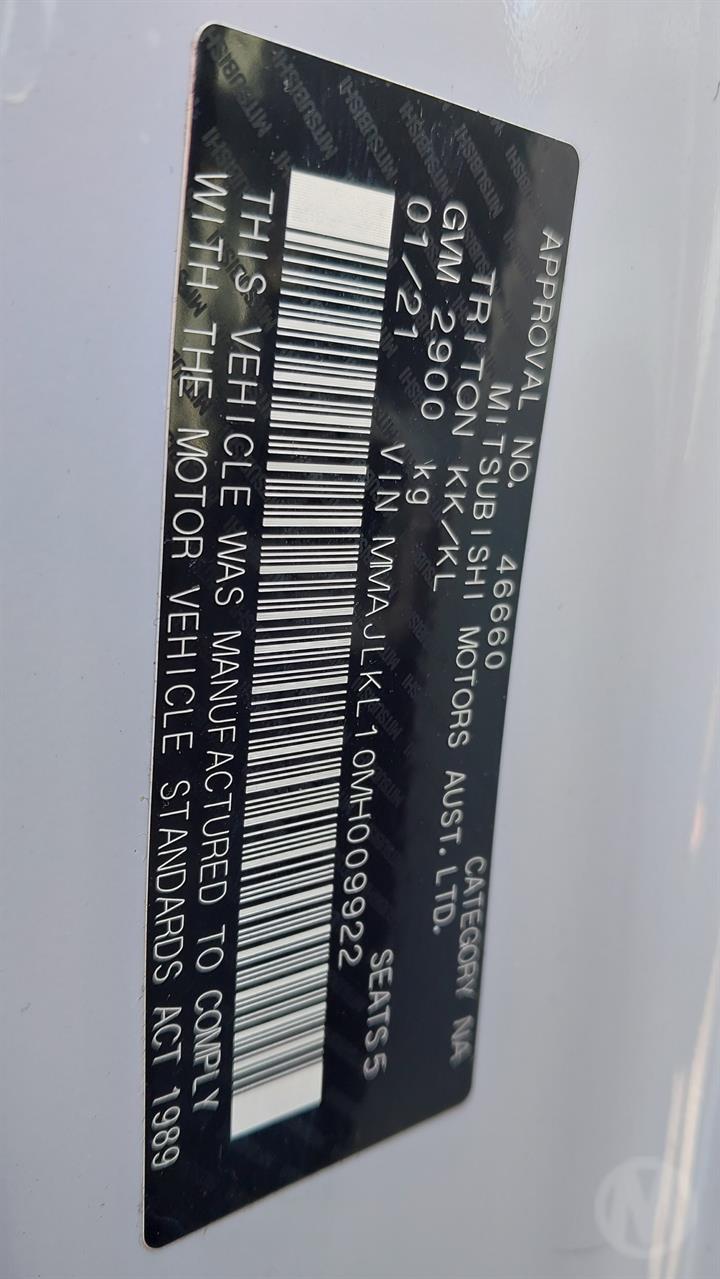 APPROVAL NO. 46660 CATEGORY NA
MITSUBISHI MOTORS AUST. LTD.
TRITON KK/KL
GVM 2900 kg SEATS 5
01/21 VIN MMAJLKL10MH009922
THIS VEHICLE WAS MANUFACTURED TO COMPLY
WITH THE MOTOR VEHICLE STANDARDS ACT 1989